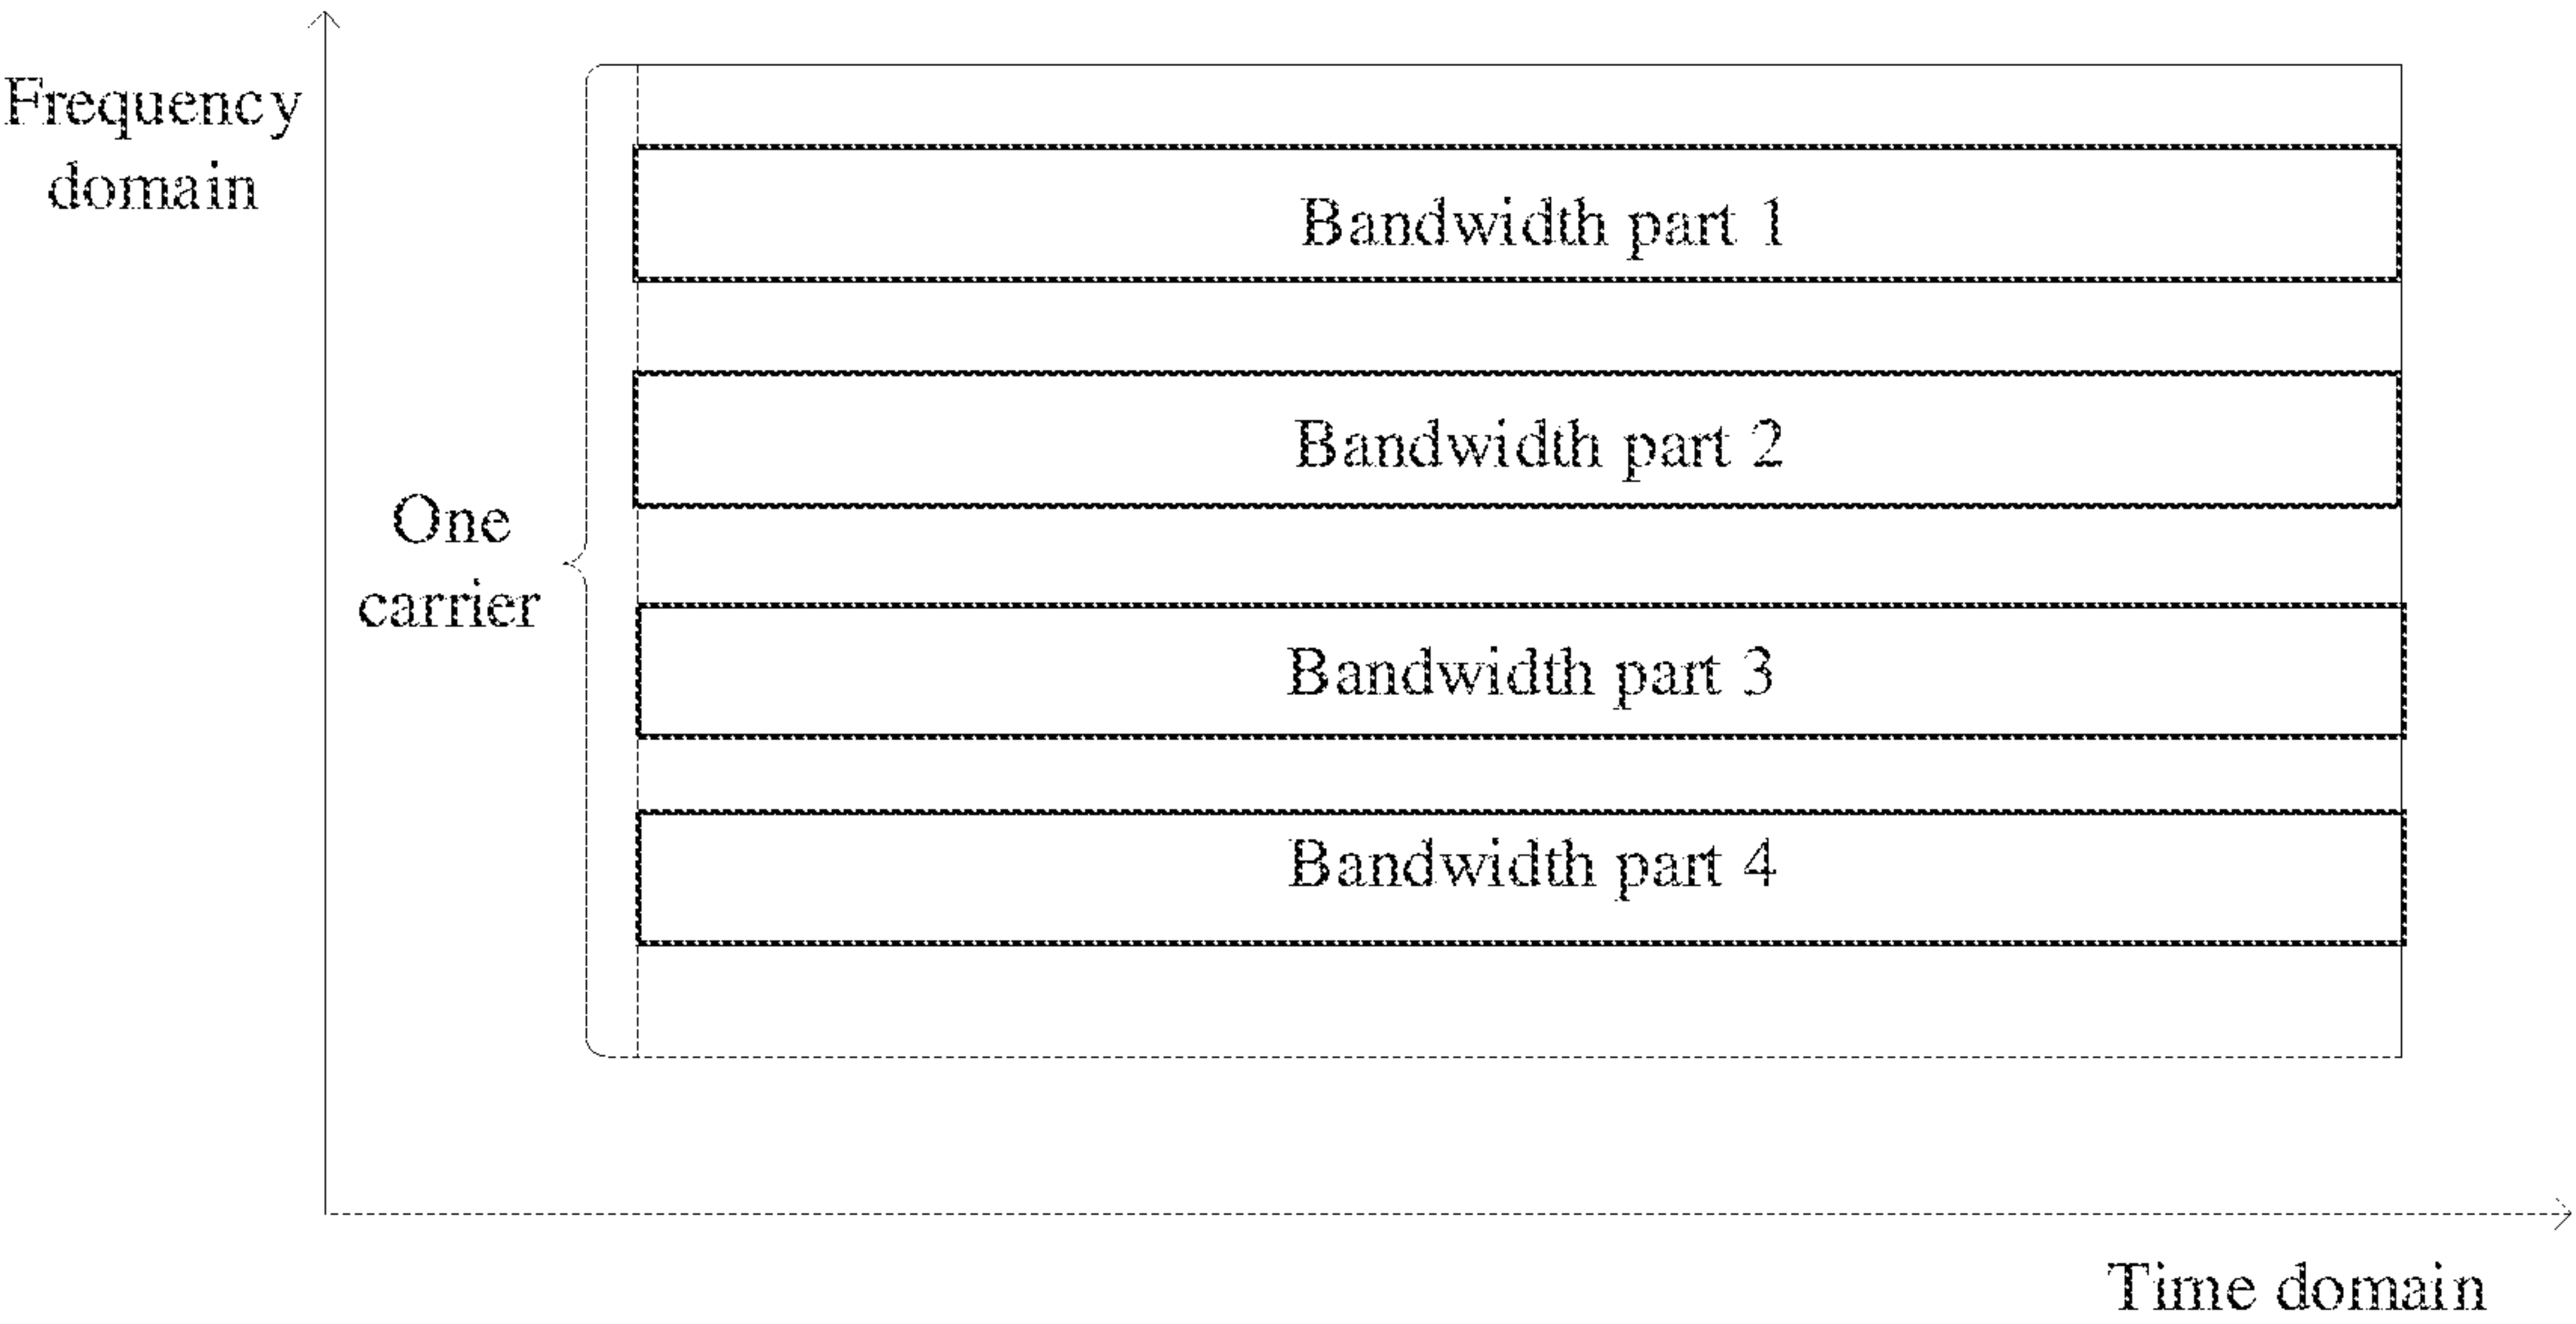 Frequency
domain
Bandwidth part 1
Bandwidth part 2
One
carrier
Bandwidth part 3
Bandwidth part 4
Time domain